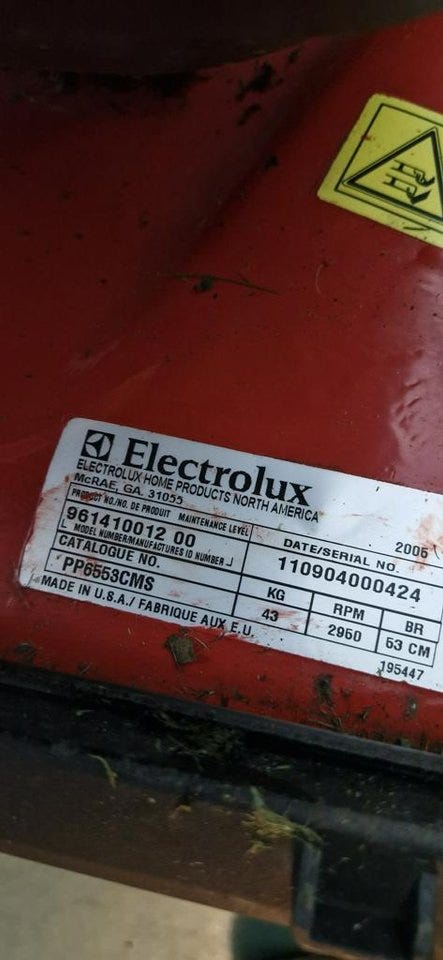 Electrolux
ELECTROLUX HOME PRODUCTS NORTH AMERICA
McRAE, GA. 31055
PRODUCT NO./NO. DE PRODUIT MAINTENANCE LEVEL
961410012 00
MODEL NUMBER/MANUFACTURES ID NUMBER
CATALOGUE NO.
PP6553CMS
MADE IN U.S.A./ FABRIQUE AUX E.U.
2005
DATE/SERIAL NO.
110904000424
KG
43
RPM
2950
BR
53 CM
195447